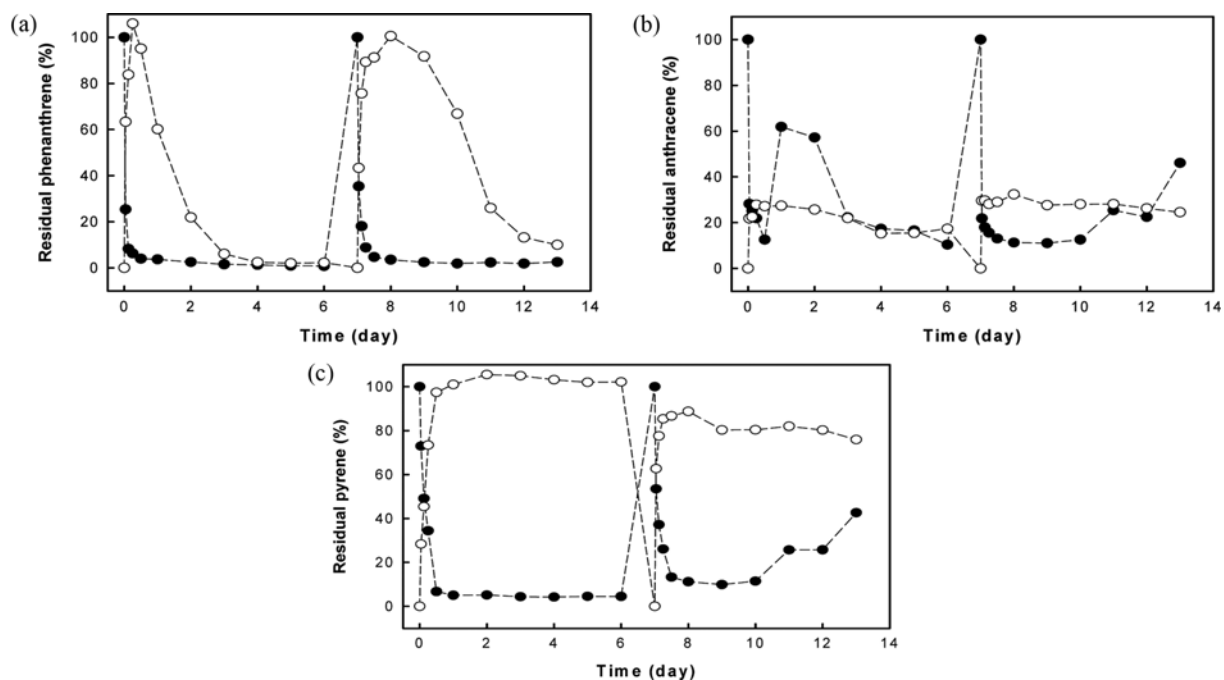 (a)
Residual phenanthrene (%)
100
80
60
40
20
0
0 2 4 6 8 10 12 14
Time (day)
(b)
Residual anthracene (%)
100
80
60
40
20
0
0 2 4 6 8 10 12 14
Time (day)
(c)
Residual pyrene (%)
100
80
60
40
20
0
0 2 4 6 8 10 12 14
Time (day)